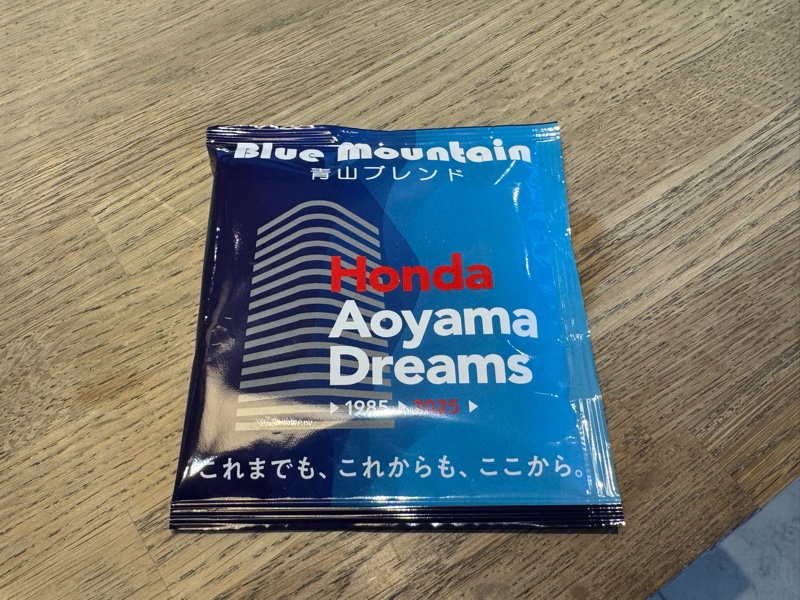 Blue Mountain
青山ブレンド
Honda
Aoyama
Dreams
▶1985▶2025▶
これまでも、これからも、ここから。